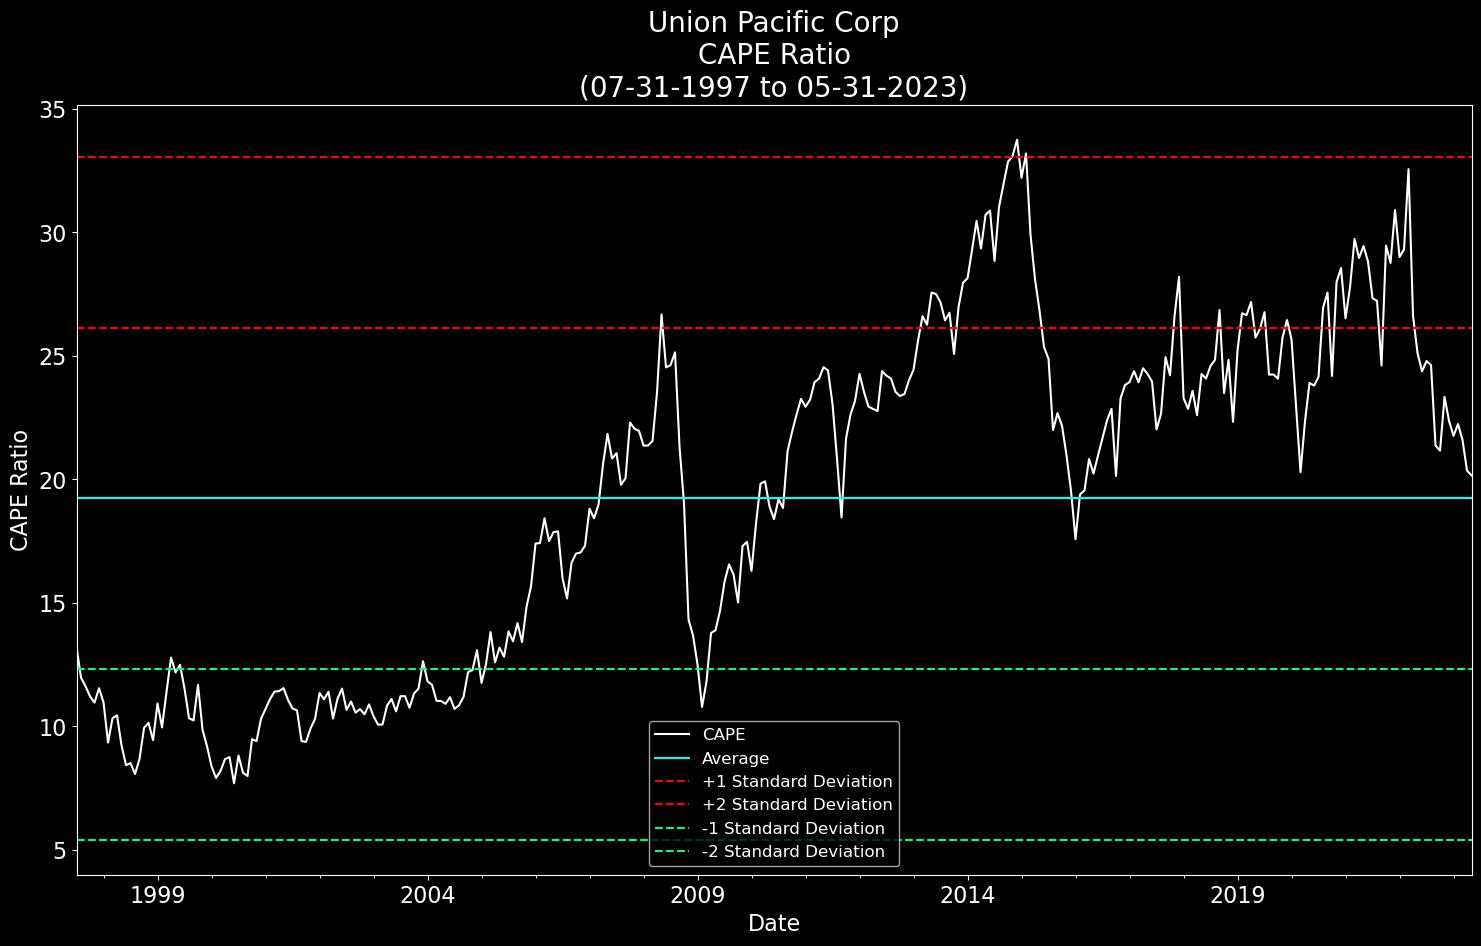 Union Pacific Corp
CAPE Ratio
(07-31-1997 to 05-31-2023)
35
30
25
20
15
10
5
CAPE Ratio
CAPE
Average
+1 Standard Deviation
+2 Standard Deviation
-1 Standard Deviation
-2 Standard Deviation
1999
2004
2009
2014
2019
Date